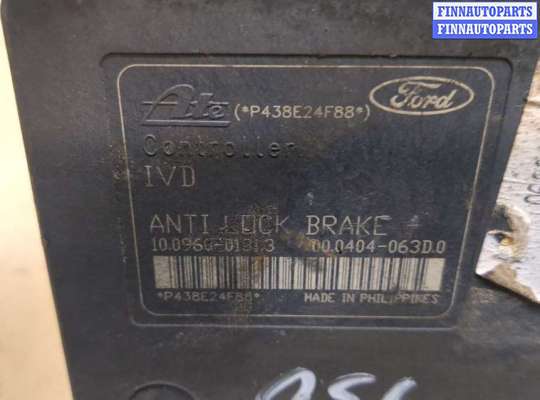 FINNAUTOPARTS
FINNAUTOPARTS
Ate (*P438E24F88*) Ford
Controller
IVD
ANTI LOCK BRAKE
10.0960-0131.3 00.0404-063D.0
*P438E24F88*
MADE IN PHILIPPINES